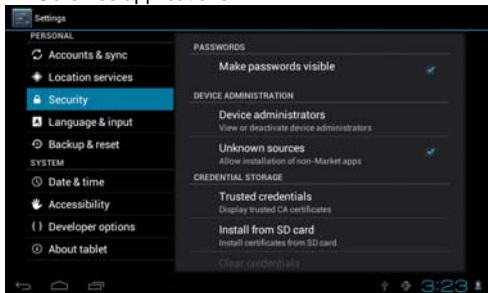 Settings
PERSONAL
Accounts & sync
Location services
Security
Language & input
Backup & reset
SYSTEM
Date & time
Accessibility
Developer options
About tablet
PASSWORDS
Make passwords visible
DEVICE ADMINISTRATION
Device administrators
View or deactivate device administrators
Unknown sources
Allow installation of non-Market apps
CREDENTIAL STORAGE
Trusted credentials
Display trusted CA certificates
Install from SD card
Install certificates from SD card
Clear credentials
3:23